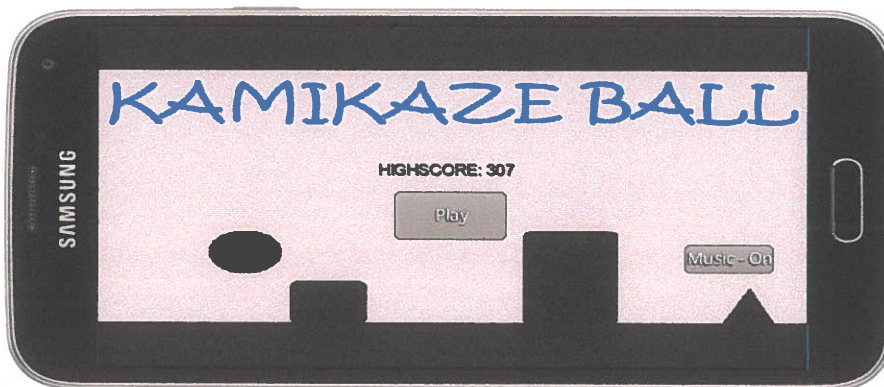 SAMSUNG
KAMIKAZE BALL
HIGHSCORE: 307
Play
Music - On